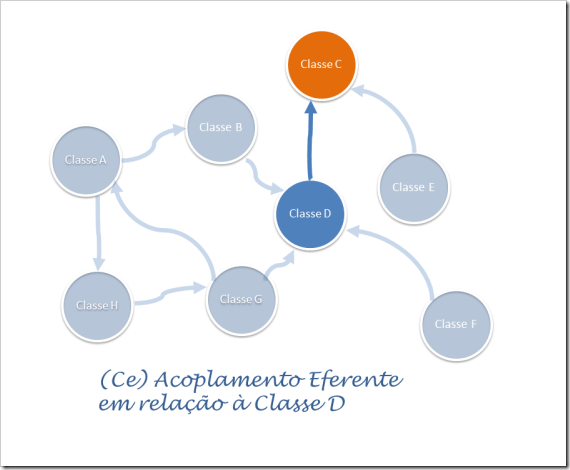 Classe C
Classe B
Classe A
Classe E
Classe D
Classe G
Classe H
Classe F
(Ce) Acoplamento Eferente
em relação à Classe D